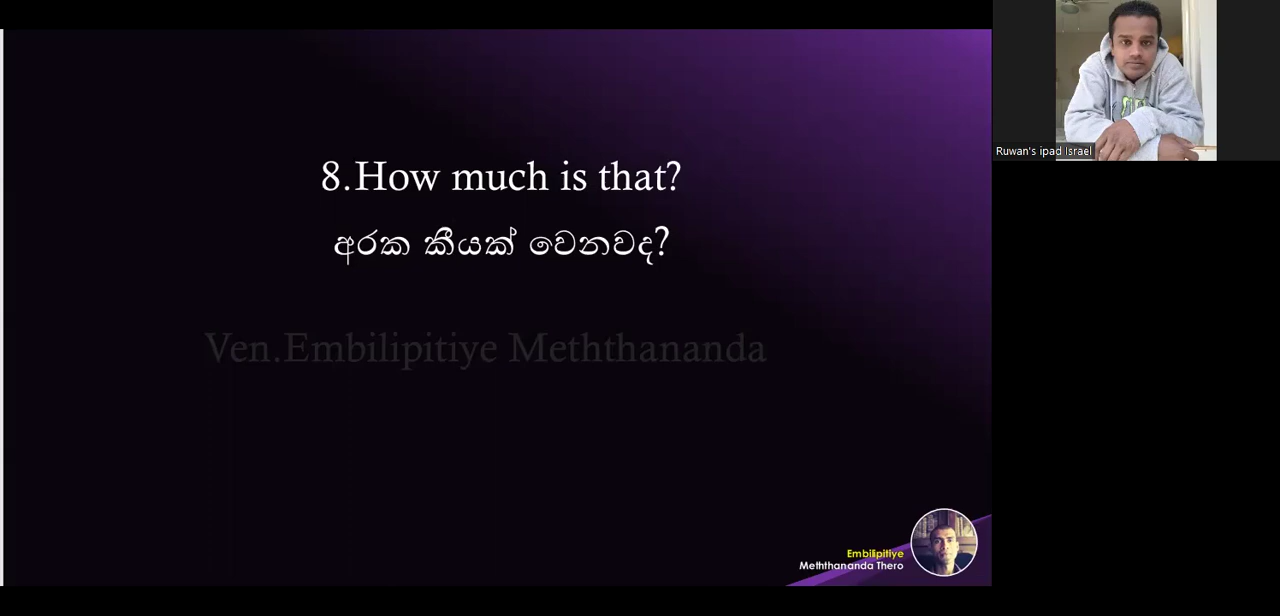 8.How much is that?
අරක කීයක් වෙනවද?
Ven.Embilipitiye Meththananda
Embilipitiye
Meththananda Thero
Ruwan's ipad Israel